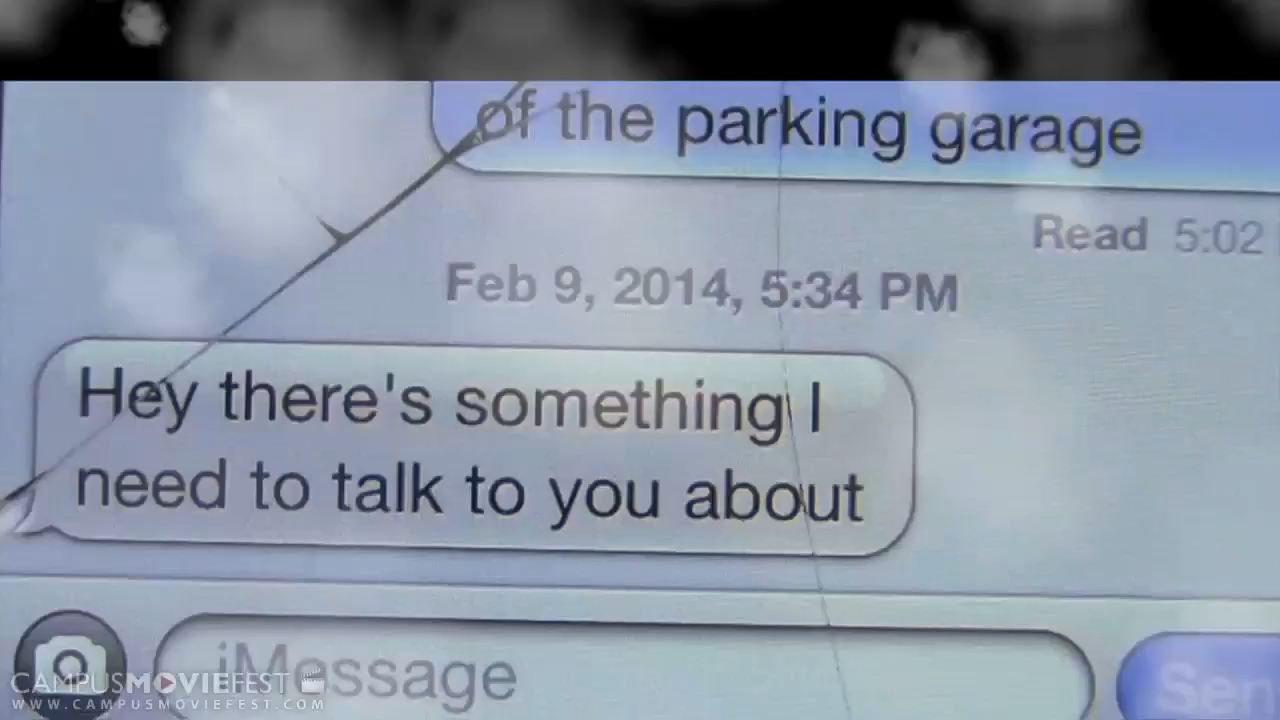 of the parking garage
Read 5:02
Feb 9, 2014, 5:34 PM
Hey there's something I
need to talk to you about
iMessage
Sen
CAMPUSMOVIEFEST
WWW.CAMPUSMOVIEFEST.COM